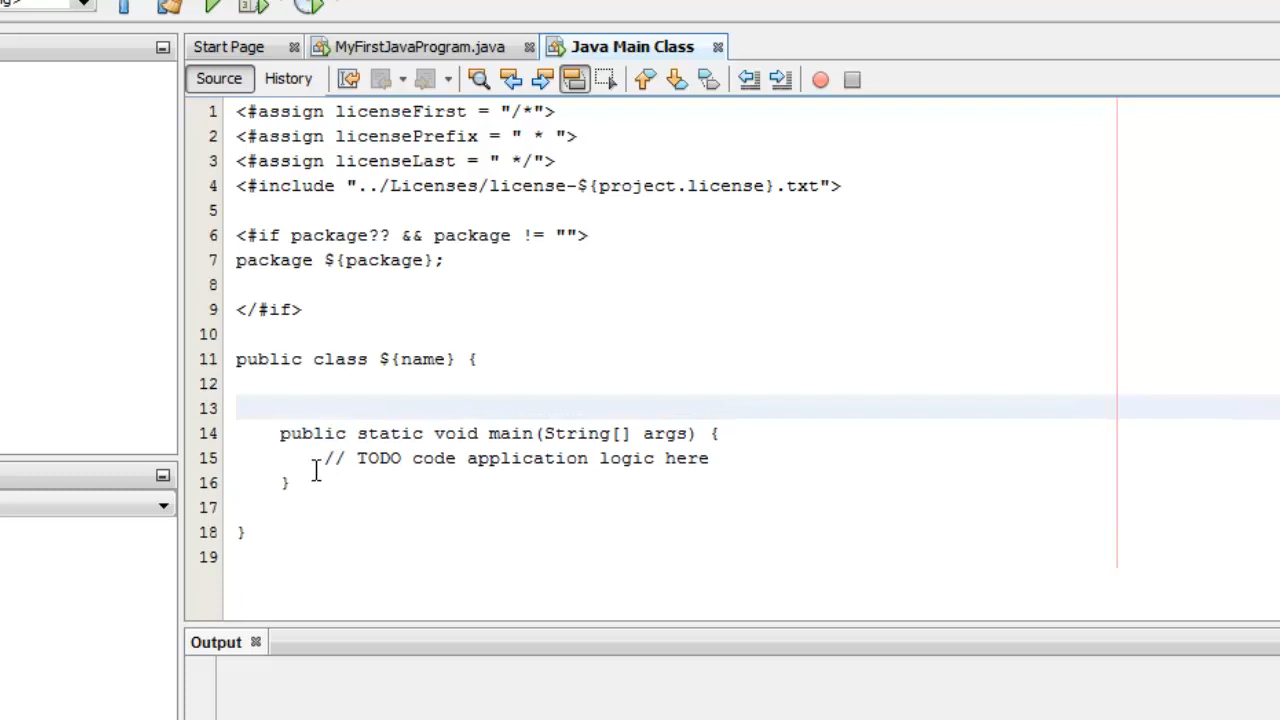 ng>
Start Page MyFirstJavaProgram.java Java Main Class
Source History
1 <#assign licenseFirst = "/*">
2 <#assign licensePrefix = " * ">
3 <#assign licenseLast = " */">
4 <#include "../Licenses/license-${project.license}.txt">
5
6 <#if package?? && package != "">
7 package ${package};
8
9 </#if>
10
11 public class ${name} {
12
13
14 public static void main(String[] args) {
15 // TODO code application logic here
16 }
17
18 }
19
Output